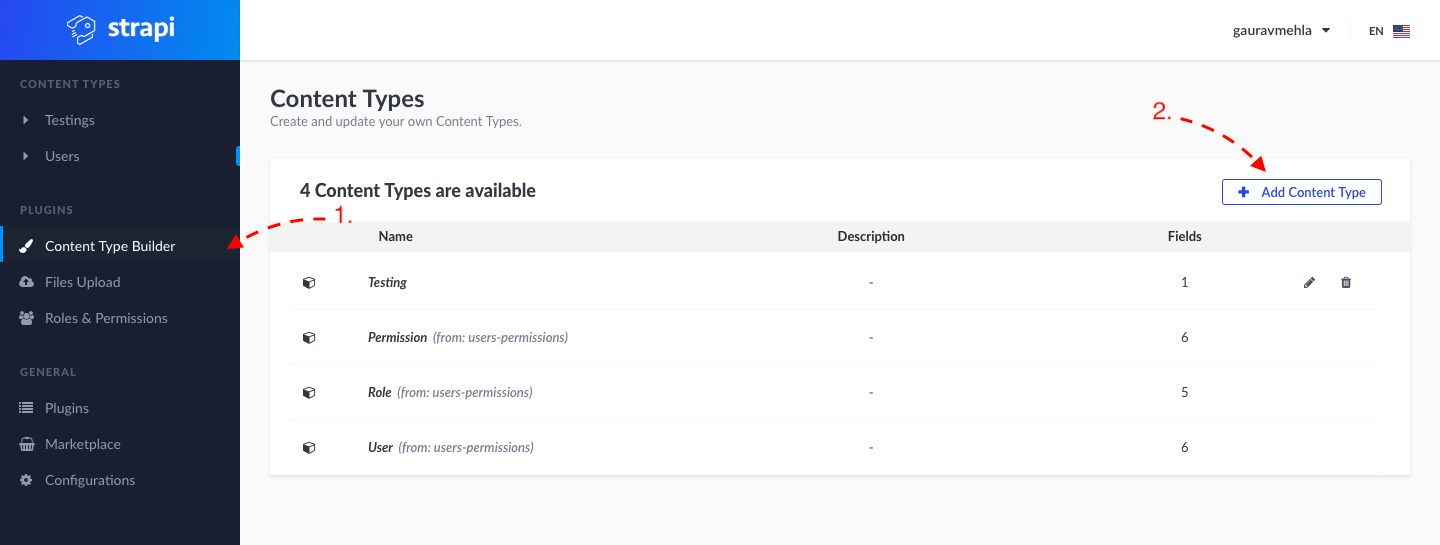 strapi
gauravmehla
EN
CONTENT TYPES
Testings
Users
PLUGINS
Content Type Builder
Files Upload
Roles & Permissions
GENERAL
Plugins
Marketplace
Configurations
Content Types
Create and update your own Content Types.
2.
4 Content Types are available
Add Content Type
1.
Name Description Fields
Testing - 1
Permission (from: users-permissions) - 6
Role (from: users-permissions) - 5
User (from: users-permissions) - 6